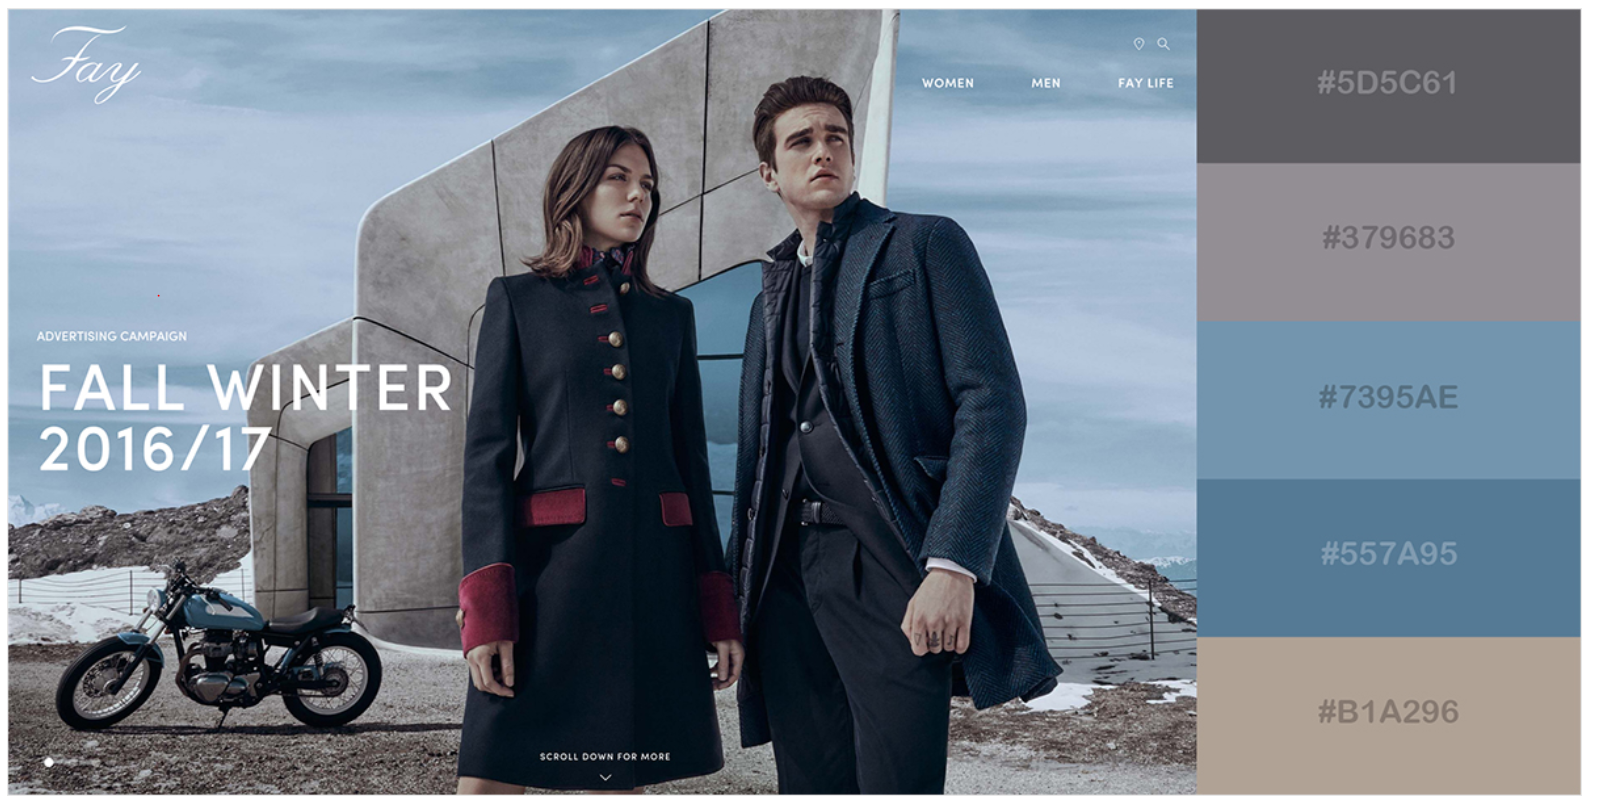 Fay
WOMEN MEN FAY LIFE
ADVERTISING CAMPAIGN
FALL WINTER
2016/17
SCROLL DOWN FOR MORE
#5D5C61
#379683
#7395AE
#557A95
#B1A296